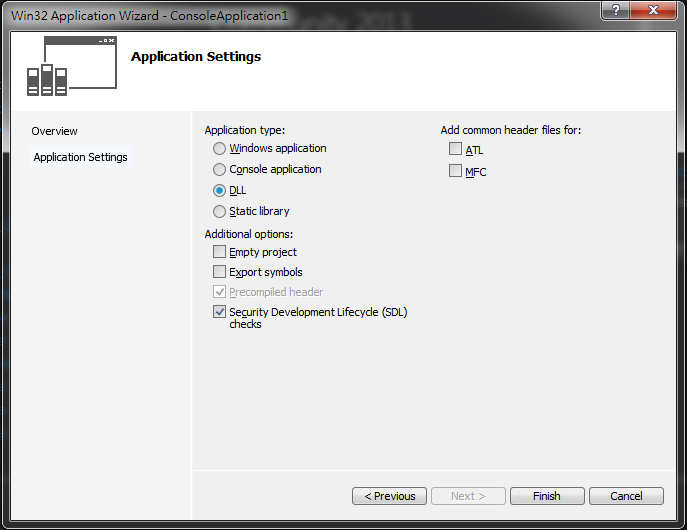 Win32 Application Wizard - ConsoleApplication1
Application Settings
Overview
Application Settings
Application type:
Windows application
Console application
DLL
Static library
Additional options:
Empty project
Export symbols
Precompiled header
Security Development Lifecycle (SDL)
checks
Add common header files for:
ATL
MFC
< Previous
Next >
Finish
Cancel